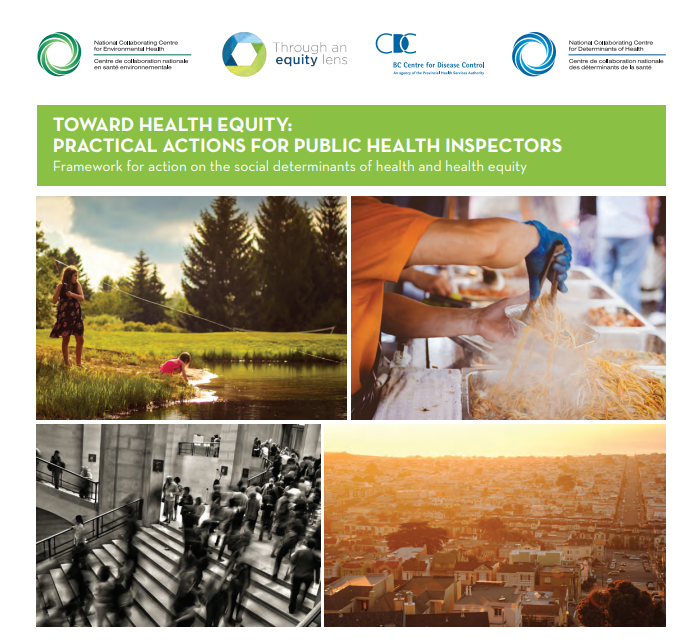 National Collaborating Centre
for Environmental Health
Centre de collaboration nationale
en santé environnementale
Through an
equity lens
CDC
BC Centre for Disease Control
An agency of the Provincial Health Services Authority
National Collaborating Centre
for Determinants of Health
Centre de collaboration nationale
des déterminants de la santé
TOWARD HEALTH EQUITY:
PRACTICAL ACTIONS FOR PUBLIC HEALTH INSPECTORS
Framework for action on the social determinants of health and health equity